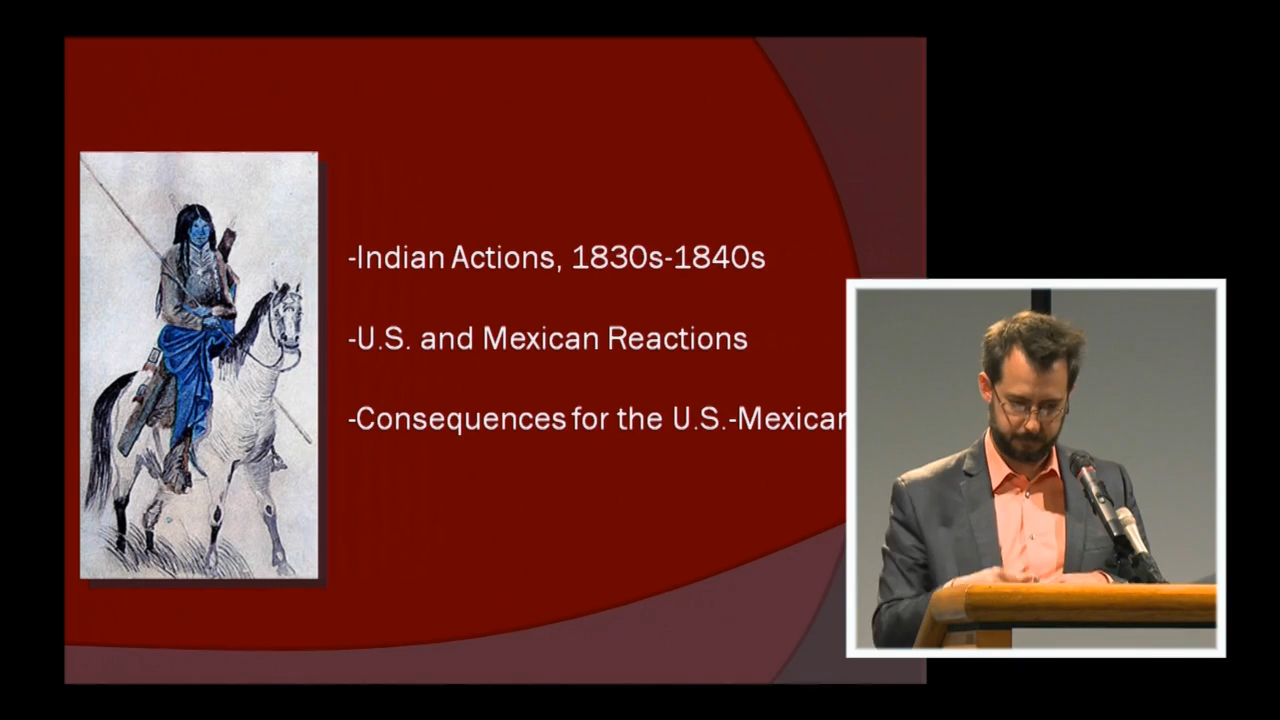 -Indian Actions, 1830s-1840s
-U.S. and Mexican Reactions
-Consequences for the U.S.-Mexican